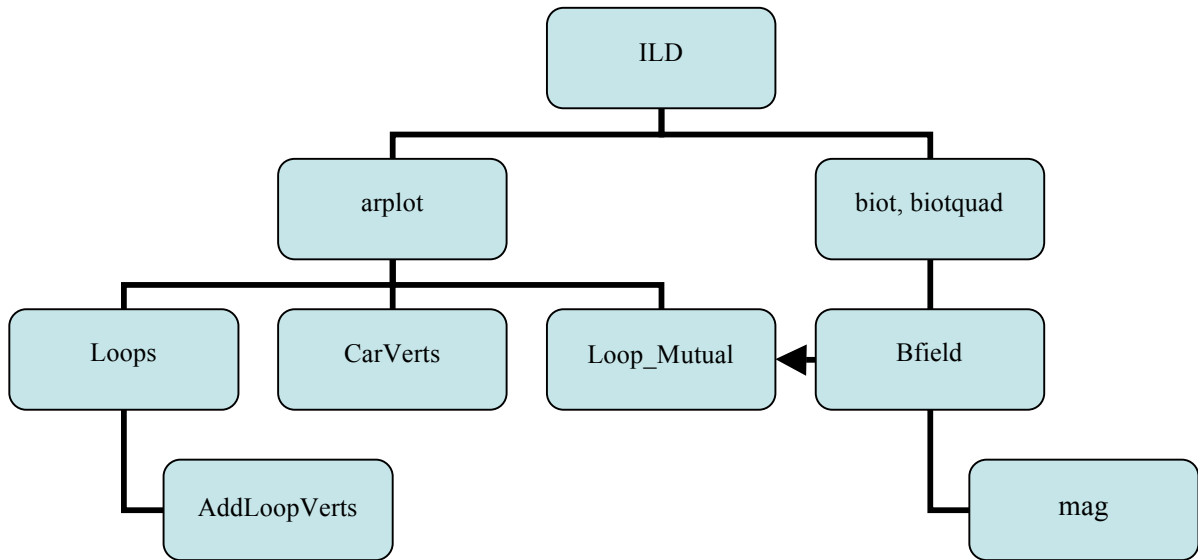 ILD
arplot
biot, biotquad
Loops
CarVerts
Loop_Mutual
Bfield
AddLoopVerts
mag